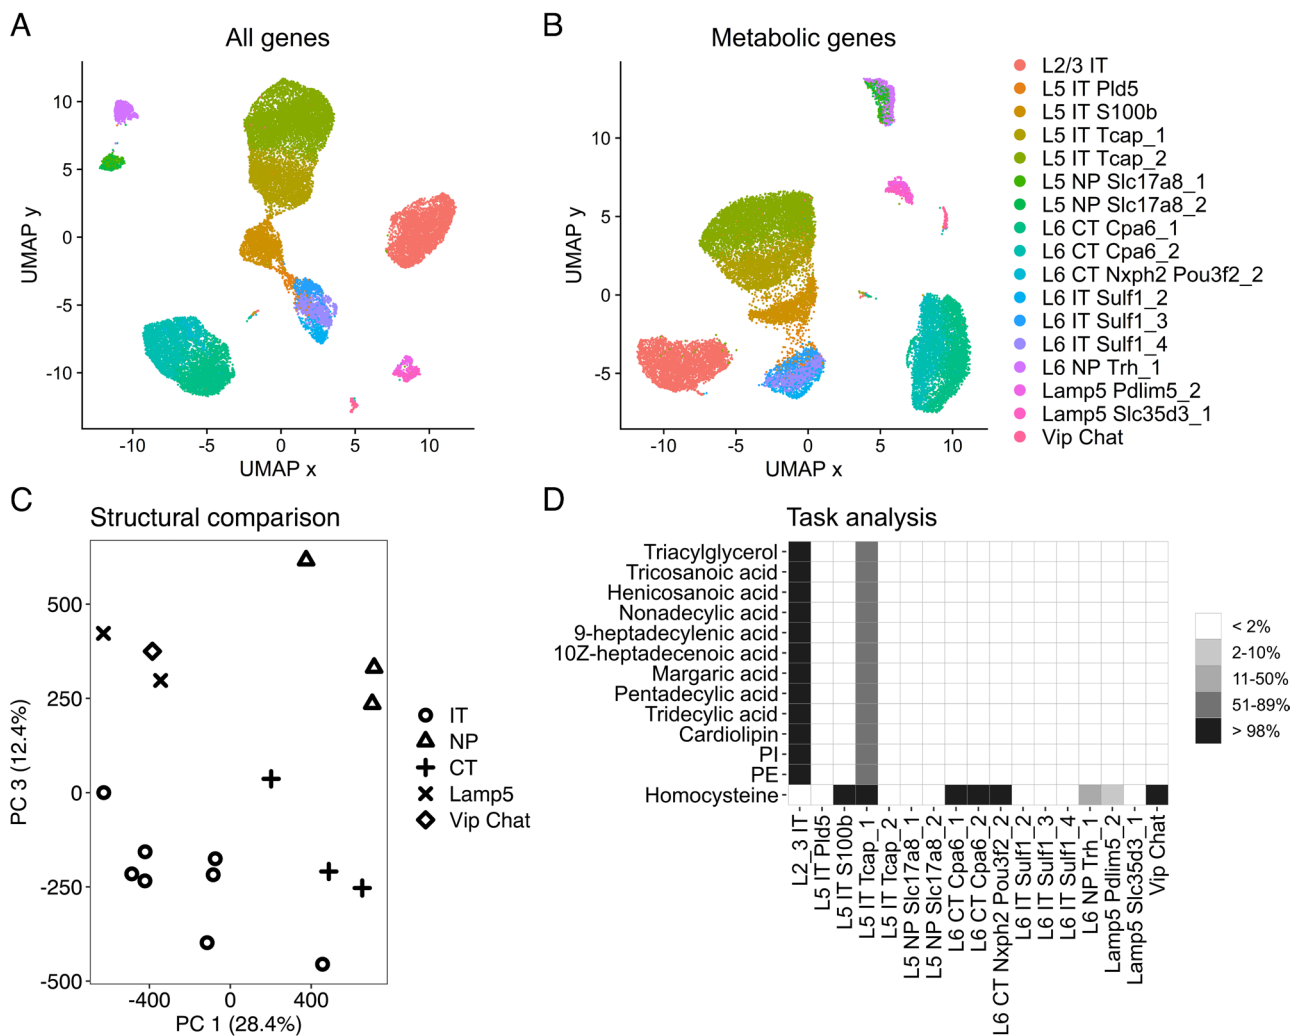 A
All genes
UMAP y
10
5
0
-5
-10
-10
-5
0
5
10
UMAP x
B
Metabolic genes
UMAP y
10
5
0
-5
-10
-5
0
5
10
UMAP x
L2/3 IT
L5 IT Pld5
L5 IT S100b
L5 IT Tcap_1
L5 IT Tcap_2
L5 NP Slc17a8_1
L5 NP Slc17a8_2
L6 CT Cpa6_1
L6 CT Cpa6_2
L6 CT Nxph2 Pou3f2_2
L6 IT Sulf1_2
L6 IT Sulf1_3
L6 IT Sulf1_4
L6 NP Trh_1
Lamp5 Pdlim5_2
Lamp5 Slc35d3_1
Vip Chat
C
Structural comparison
PC 3 (12.4%)
500
250
0
-250
-500
-400
0
400
PC 1 (28.4%)
IT
NP
CT
Lamp5
Vip Chat
D
Task analysis
Triacylglycerol
Tricosanoic acid
Henicosanoic acid
Nonadecylic acid
9-heptadecylenic acid
10Z-heptadecenoic acid
Margaric acid
Pentadecylic acid
Tridecylic acid
Cardiolipin
PI
PE
Homocysteine
L2_3 IT
L5 IT Pld5
L5 IT S100b
L5 IT Tcap_1
L5 IT Tcap_2
L5 NP Slc17a8_1
L5 NP Slc17a8_2
L6 CT Cpa6_1
L6 CT Cpa6_2
L6 CT Nxph2 Pou3f2_2
L6 IT Sulf1_2
L6 IT Sulf1_3
L6 IT Sulf1_4
L6 NP Trh_1
Lamp5 Pdlim5_2
Lamp5 Slc35d3_1
Vip Chat
< 2%
2-10%
11-50%
51-89%
> 98%